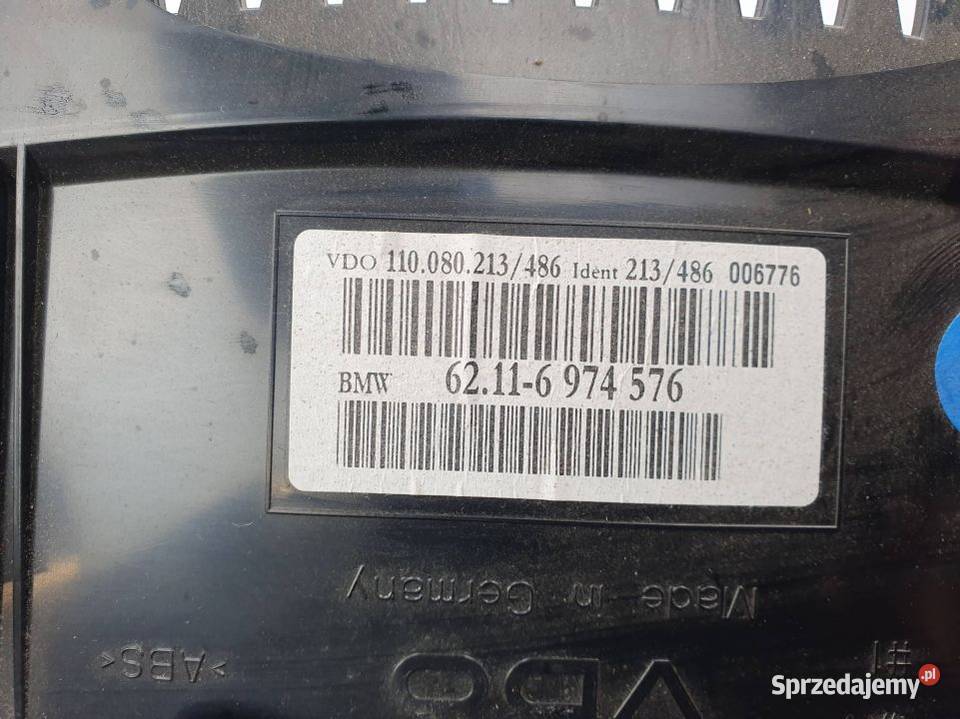 VDO 110.080.213/486 Ident 213/486 006776
BMW 62.11-6 974 576
Made in Germany
>ABS<
VDO
#1
Sprzedajemy.pl